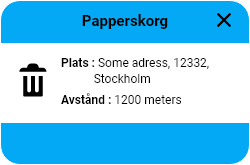 Papperskorg
Plats : Some adress, 12332,
Stockholm
Avstånd : 1200 meters